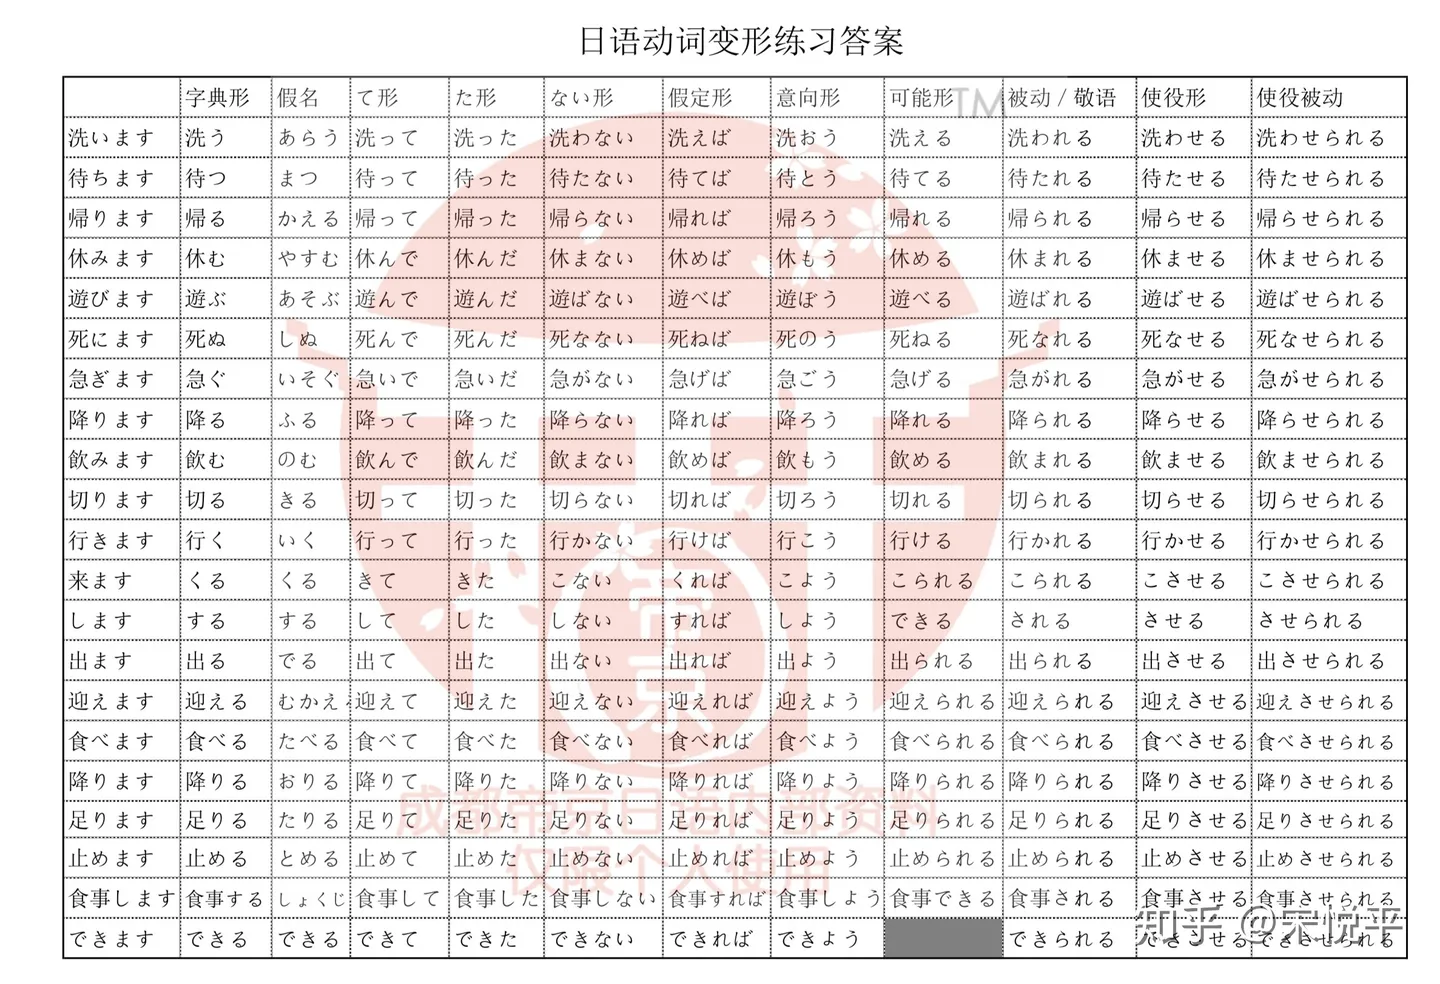 日语动词变形练习答案
字典形 假名 て形 た形 ない形 假定形 意向形 可能形 被动 / 敬语 使役形 使役被动
TM
洗います 洗う あらう 洗って 洗った 洗わない 洗えば 洗おう 洗える 洗われる 洗わせる 洗わせられる
待ちます 待つ まつ 待って 待った 待たない 待てば 待とう 待てる 待たれる 待たせる 待たせられる
帰ります 帰る かえる 帰って 帰った 帰らない 帰れば 帰ろう 帰れる 帰られる 帰らせる 帰らせられる
休みます 休む やすむ 休んで 休んだ 休まない 休めば 休もう 休める 休まれる 休ませる 休ませられる
遊びます 遊ぶ あそぶ 遊んで 遊んだ 遊ばない 遊べば 遊ぼう 遊べる 遊ばれる 遊ばせる 遊ばせられる
死にます 死ぬ しぬ 死んで 死んだ 死なない 死ねば 死のう 死ねる 死なれる 死なせる 死なせられる
急ぎます 急ぐ いそぐ 急いで 急いだ 急がない 急げば 急ごう 急げる 急がれる 急がせる 急がせられる
降ります 降る ふる 降って 降った 降らない 降れば 降ろう 降れる 降られる 降らせる 降らせられる
飲みます 飲む のむ 飲んで 飲んだ 飲まない 飲めば 飲もう 飲める 飲まれる 飲ませる 飲ませられる
切ります 切る きる 切って 切った 切らない 切れば 切ろう 切れる 切られる 切らせる 切らせられる
行きます 行く いく 行って 行った 行かない 行けば 行こう 行ける 行かれる 行かせる 行かせられる
来ます くる くる きて きた こない くれば こよう こられる こられる こさせる こさせられる
します する する して した しない すれば しよう できる される させる させられる
出ます 出る でる 出て 出た 出ない 出れば 出よう 出られる 出られる 出させる 出させられる
迎えます 迎える むかえ 迎えて 迎えた 迎えない 迎えれば 迎えよう 迎えられる 迎えられる 迎えさせる 迎えさせられる
食べます 食べる たべる 食べて 食べた 食べない 食べれば 食べよう 食べられる 食べられる 食べさせる 食べさせられる
降ります 降りる おりる 降りて 降りた 降りない 降りれば 降りよう 降りられる 降りられる 降りさせる 降りさせられる
足ります 足りる たりる 足りて 足りた 足りない 足りれば 足りよう 足りられる 足りられる 足りさせる 足りさせられる
止めます 止める とめる 止めて 止めた 止めない 止めれば 止めよう 止められる 止められる 止めさせる 止めさせられる
食事します 食事する しょくじ 食事して 食事した 食事しない 食事すれば 食事しよう 食事できる 食事される 食事させる 食事させられる
できます できる できる できて できた できない できれば できよう できられる できさせる できさせられる
帝京
成都帝京日语内部资料
仅限个人使用
知乎 @宋悦平